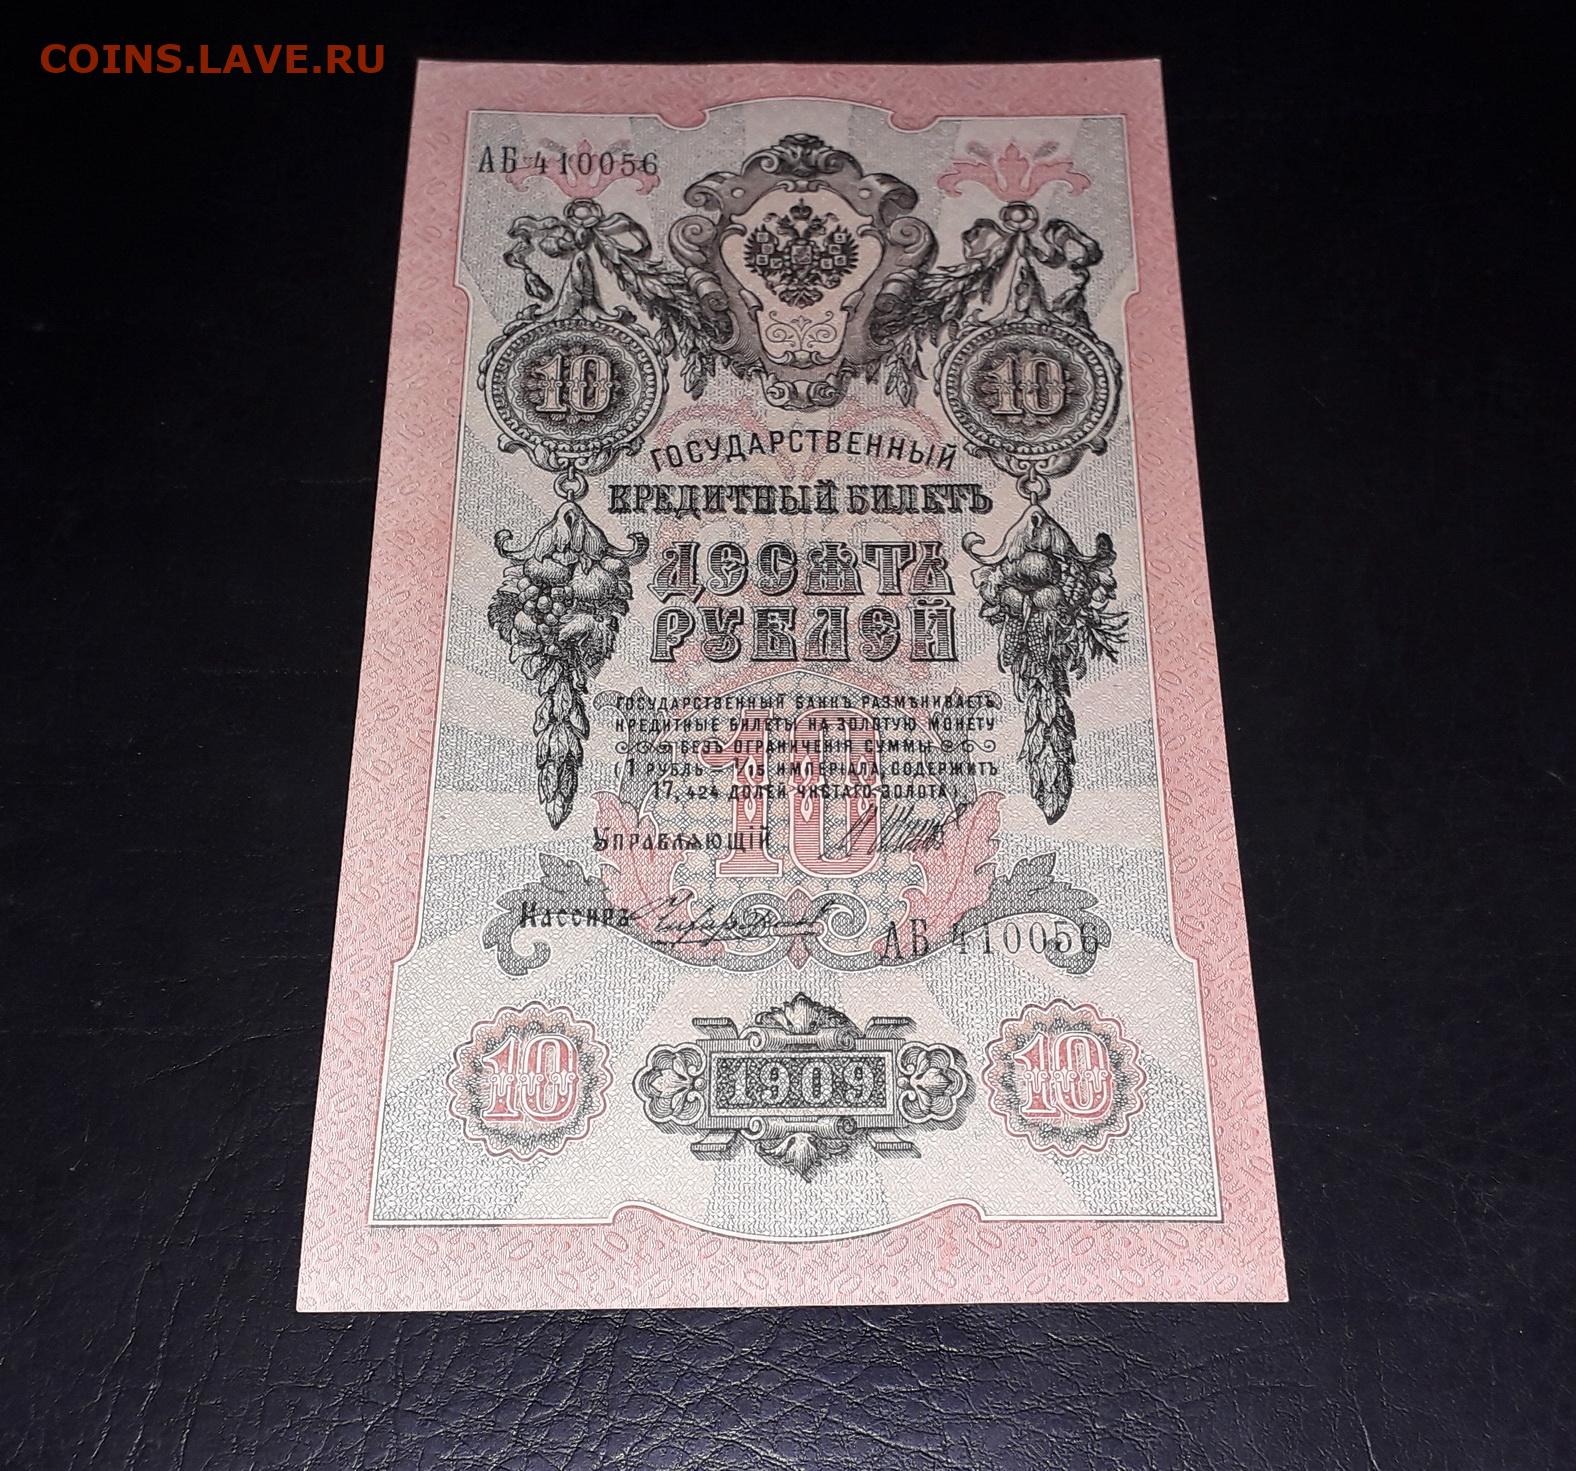 COINS.LAVE.RU
АБ 410056
10 10
ГОСУДАРСТВЕННЫЙ
КРЕДИТНЫЙ БИЛЕТЪ
ДЕСЯТЬ
РУБЛЕЙ
ГОСУДАРСТВЕННЫЙ БАНКЪ РАЗМѢНИВАЕТЪ
КРЕДИТНЫЕ БИЛЕТЫ НА ЗОЛОТУЮ МОНЕТУ
БЕЗЪ ОГРАНИЧЕНІЯ СУММЫ
(1 РУБЛЬ = 1/15 ИМПЕРІАЛА, СОДЕРЖИТЪ
17,424 ДОЛЕЙ ЧИСТАГО ЗОЛОТА).
10
УПРАВЛЯЮЩІЙ
Кассиръ
АБ 410056
10 1909 10